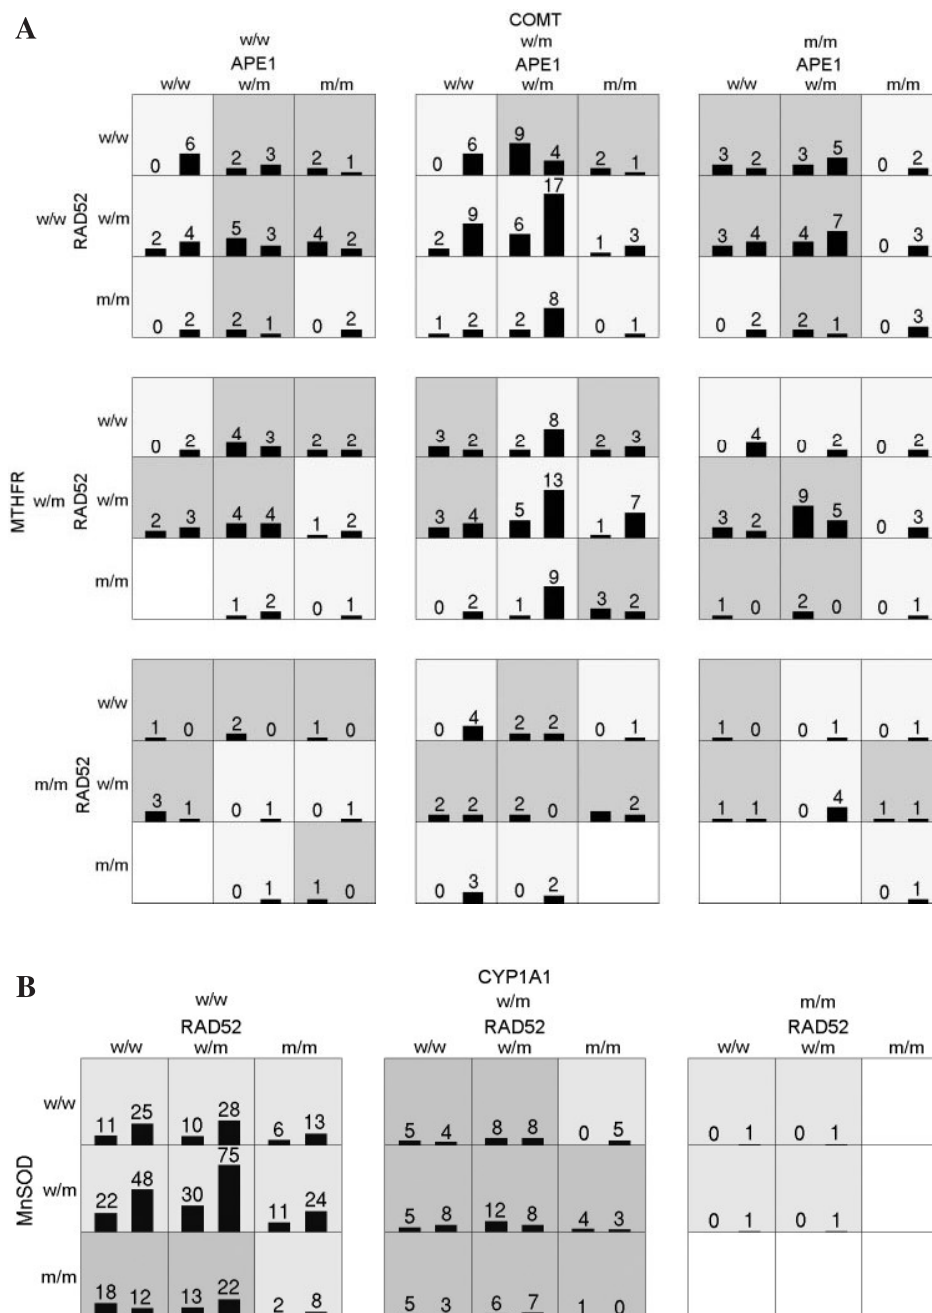 A
COMT
w/w w/m m/m
APE1 APE1 APE1
w/w w/m m/m w/w w/m m/m w/w w/m m/m
w/w 0 6 2 3 2 1 0 6 9 4 2 1 3 2 3 5 0 2
w/w RAD52 w/m 2 4 5 3 4 2 2 9 6 17 1 3 3 4 4 7 0 3
m/m 0 2 2 1 0 2 1 2 2 8 0 1 0 2 2 1 0 3
w/w 0 2 4 3 2 2 3 2 2 8 2 3 0 4 0 2 0 2
MTHFR w/m RAD52 w/m 2 3 4 4 1 2 3 4 5 13 1 7 3 2 9 5 0 3
m/m 1 2 0 1 0 2 1 9 3 2 1 0 2 0 0 1
w/w 1 0 2 0 1 0 0 4 2 2 0 1 1 0 0 1 0 1
m/m RAD52 w/m 3 1 0 1 0 1 2 2 2 0 2 1 1 0 4 1 1
m/m 0 1 1 0 0 3 0 2 0 1
B
CYP1A1
w/w w/m m/m
RAD52 RAD52 RAD52
w/w w/m m/m w/w w/m m/m w/w w/m m/m
w/w 11 25 10 28 6 13 5 4 8 8 0 5 0 1 0 1
MnSOD w/m 22 48 30 75 11 24 5 8 12 8 4 3 0 1 0 1
m/m 18 12 13 22 2 8 5 3 6 7 1 0